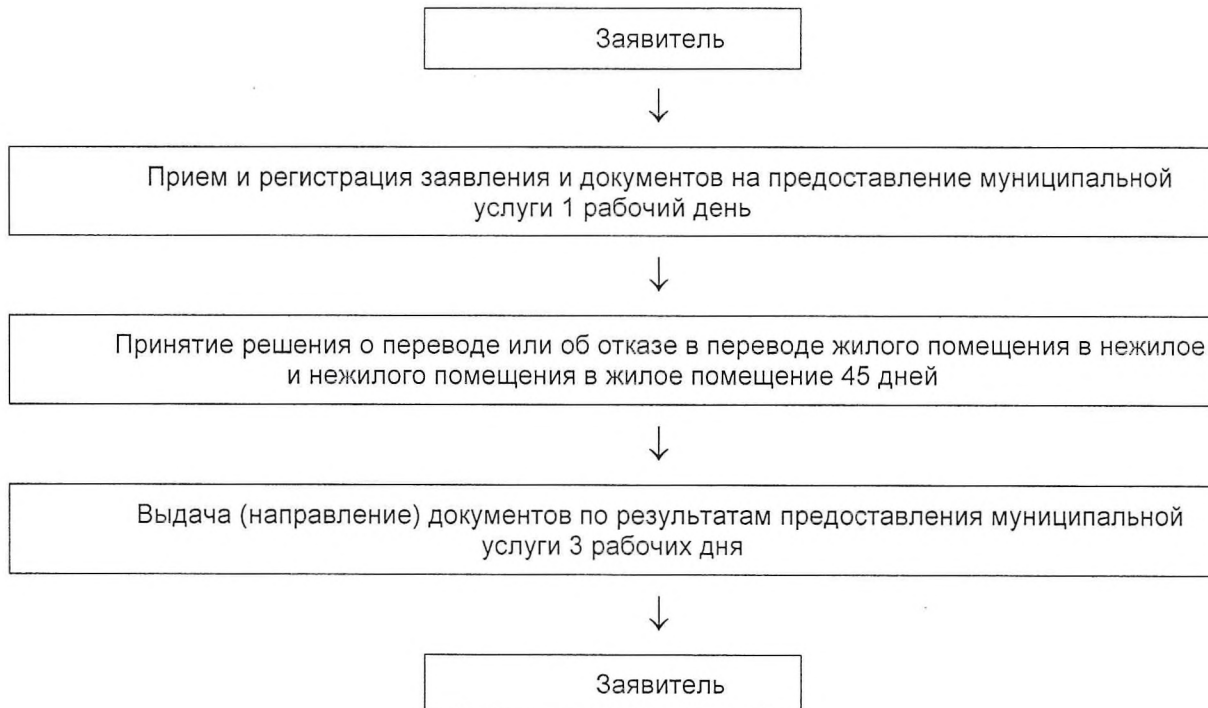 Заявитель
↓
Прием и регистрация заявления и документов на предоставление муниципальной
услуги 1 рабочий день
↓
Принятие решения о переводе или об отказе в переводе жилого помещения в нежилое
и нежилого помещения в жилое помещение 45 дней
↓
Выдача (направление) документов по результатам предоставления муниципальной
услуги 3 рабочих дня
↓
Заявитель